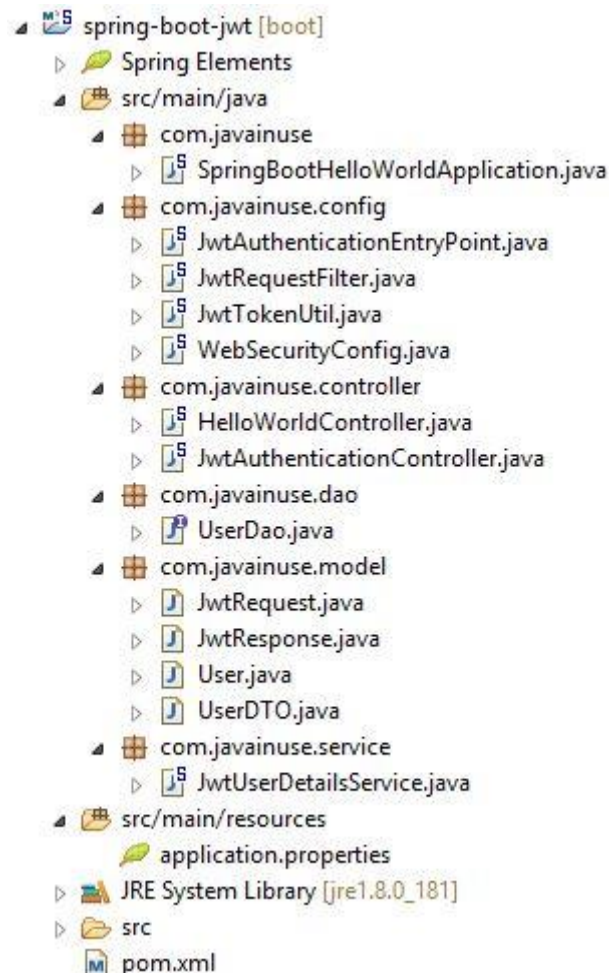 spring-boot-jwt [boot]
Spring Elements
src/main/java
com.javainuse
SpringBootHelloWorldApplication.java
com.javainuse.config
JwtAuthenticationEntryPoint.java
JwtRequestFilter.java
JwtTokenUtil.java
WebSecurityConfig.java
com.javainuse.controller
HelloWorldController.java
JwtAuthenticationController.java
com.javainuse.dao
UserDao.java
com.javainuse.model
JwtRequest.java
JwtResponse.java
User.java
UserDTO.java
com.javainuse.service
JwtUserDetailsService.java
src/main/resources
application.properties
JRE System Library [jre1.8.0_181]
src
pom.xml